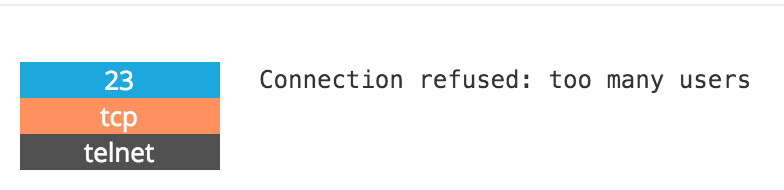 23
tcp
telnet
Connection refused: too many users